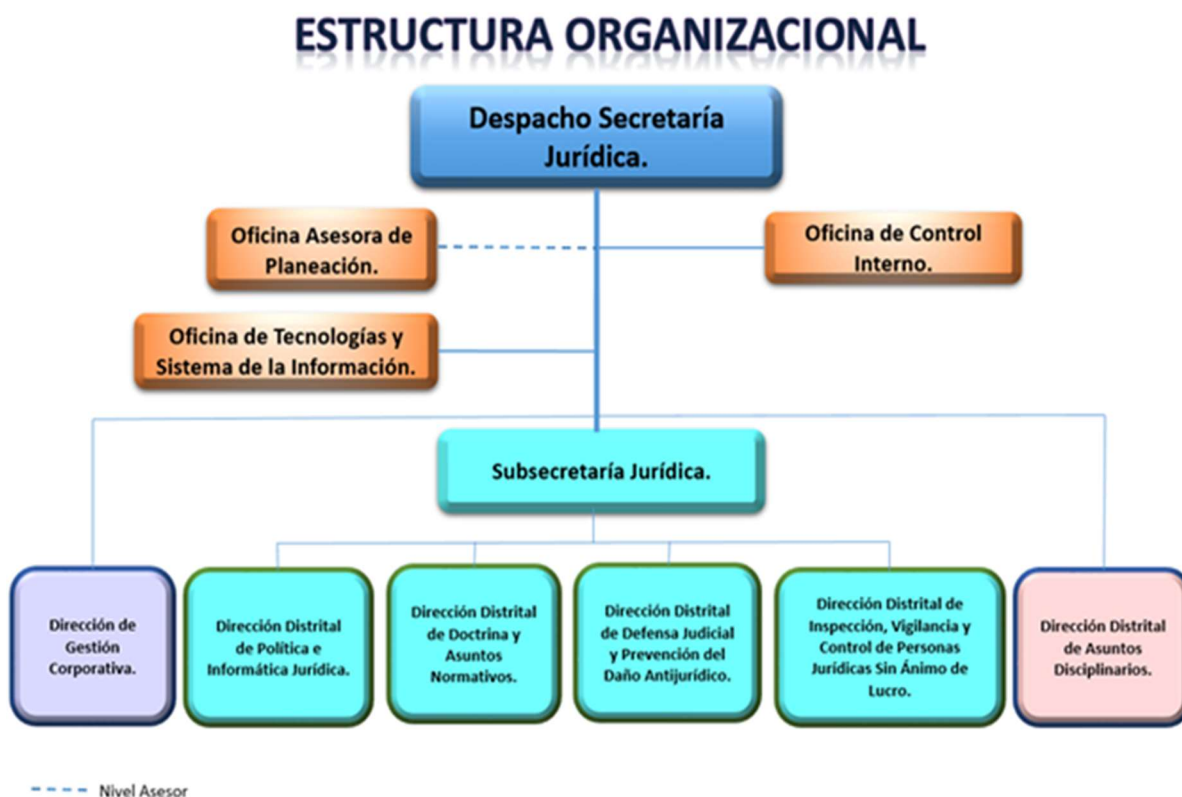 ESTRUCTURA ORGANIZACIONAL
Despacho Secretaría
Jurídica.
Oficina Asesora de
Planeación.
Oficina de Control
Interno.
Oficina de Tecnologías y
Sistema de la Información.
Subsecretaría Jurídica.
Dirección de
Gestión
Corporativa.
Dirección Distrital
de Política e
Informática Jurídica.
Dirección Distrital
de Doctrina y
Asuntos
Normativos.
Dirección Distrital
de Defensa Judicial
y Prevención del
Daño Antijurídico.
Dirección Distrital de
Inspección, Vigilancia y
Control de Personas
Jurídicas Sin Ánimo de
Lucro.
Dirección Distrital
de Asuntos
Disciplinarios.
Nivel Asesor